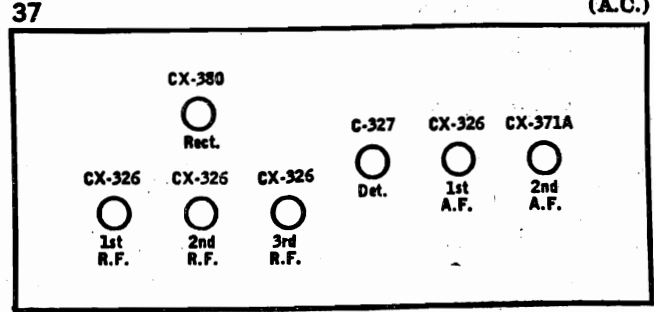 37
(A.C.)
CX-380
Rect.
C-327
CX-326
CX-371A
Det.
1st
A.F.
2nd
A.F.
CX-326
CX-326
CX-326
1st
R.F.
2nd
R.F.
3rd
R.F.